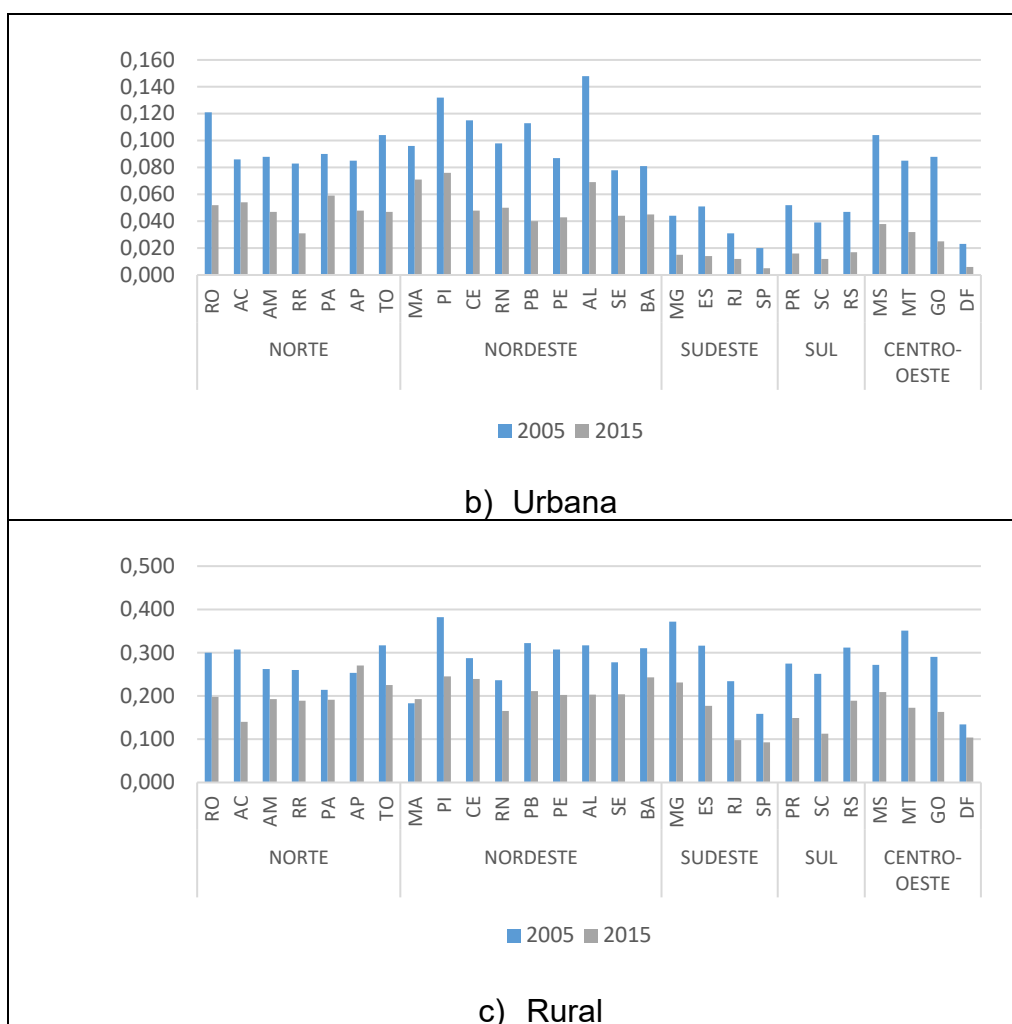 0,160
0,140
0,120
0,100
0,080
0,060
0,040
0,020
0,000
RO AC AM RR PA AP TO MA PI CE RN PB PE AL SE BA MG ES RJ SP PR SC RS MS MT GO DF
NORTE NORDESTE SUDESTE SUL CENTRO-
OESTE
2005 2015
b) Urbana
0,500
0,400
0,300
0,200
0,100
0,000
RO AC AM RR PA AP TO MA PI CE RN PB PE AL SE BA MG ES RJ SP PR SC RS MS MT GO DF
NORTE NORDESTE SUDESTE SUL CENTRO-
OESTE
2005 2015
c) Rural